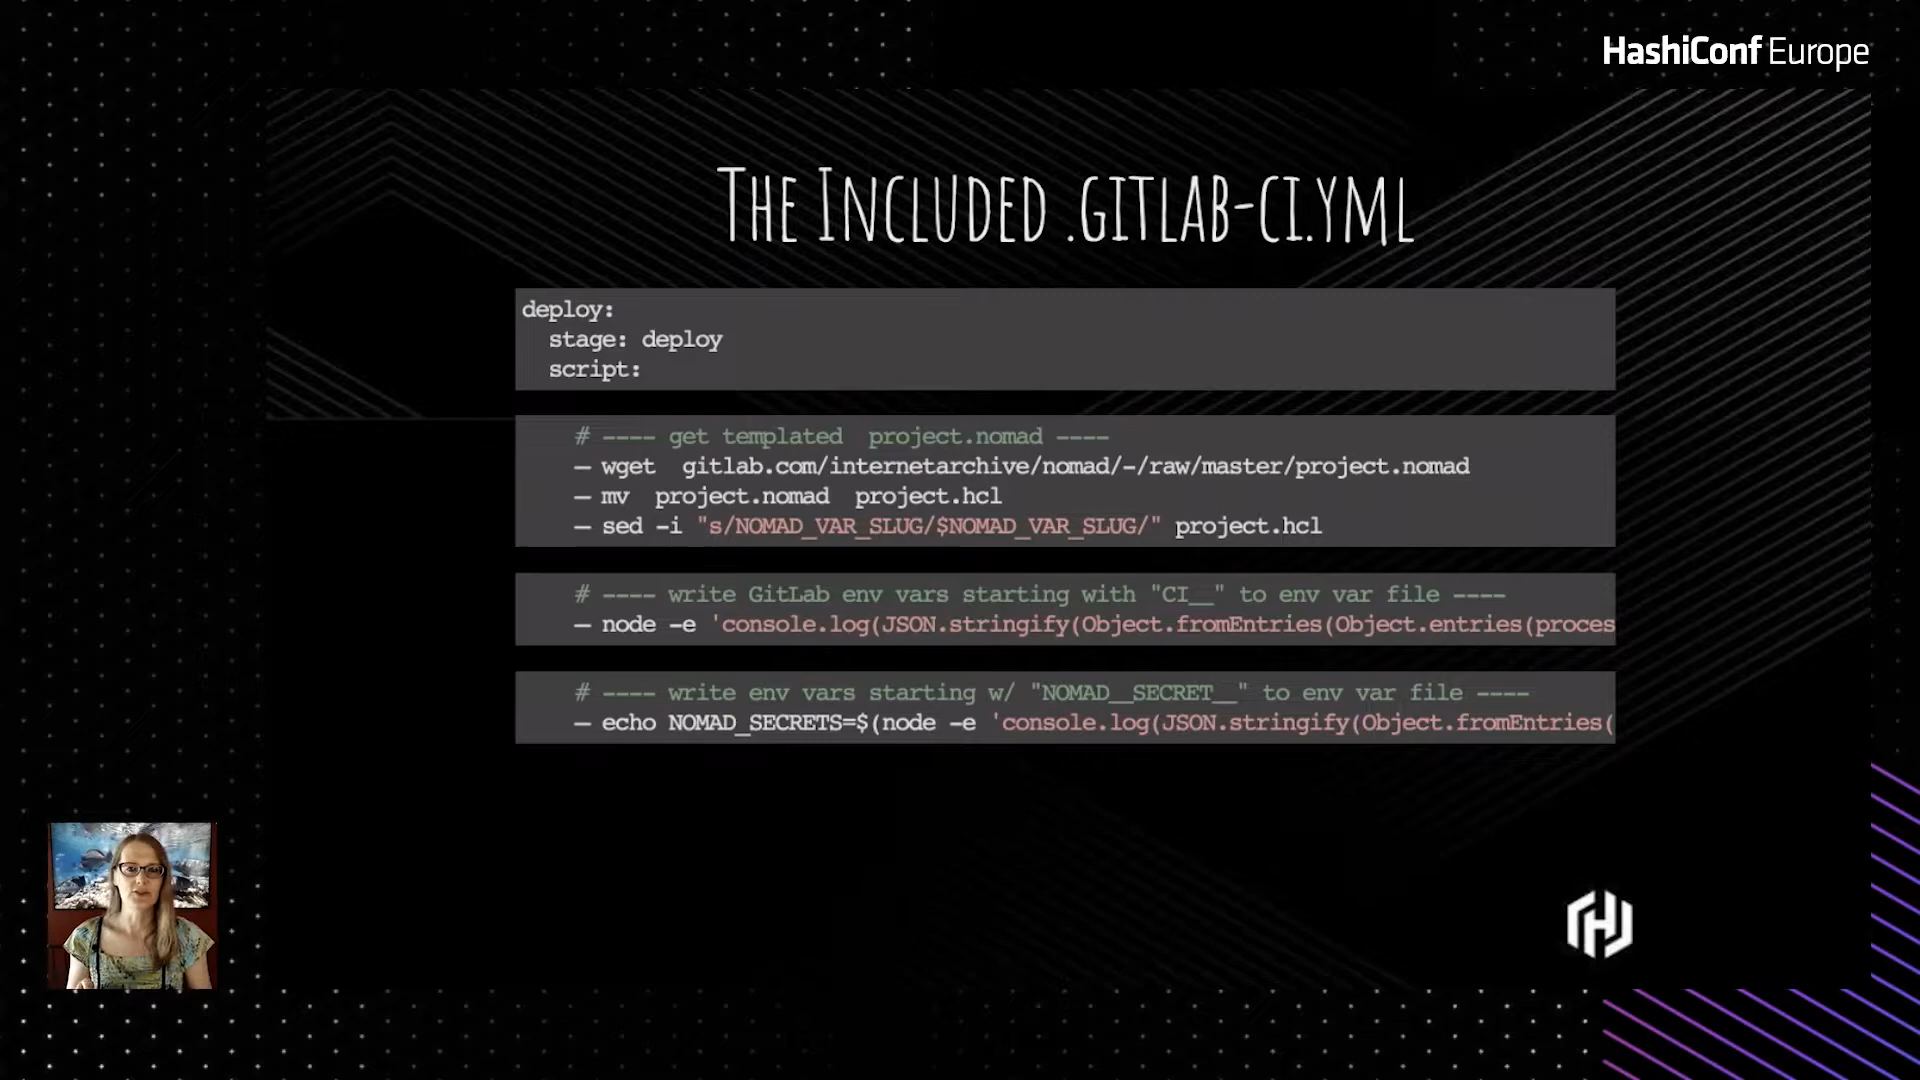 HashiConf Europe
THE INCLUDED .GITLAB-CI.YML
deploy:
  stage: deploy
  script:
    # ---- get templated  project.nomad ----
    – wget  gitlab.com/internetarchive/nomad/-/raw/master/project.nomad
    – mv  project.nomad  project.hcl
    – sed -i "s/NOMAD_VAR_SLUG/$NOMAD_VAR_SLUG/" project.hcl
    # ---- write GitLab env vars starting with "CI__" to env var file ----
    – node -e 'console.log(JSON.stringify(Object.fromEntries(Object.entries(proces
    # ---- write env vars starting w/ "NOMAD__SECRET__" to env var file ----
    – echo NOMAD_SECRETS=$(node -e 'console.log(JSON.stringify(Object.fromEntries(